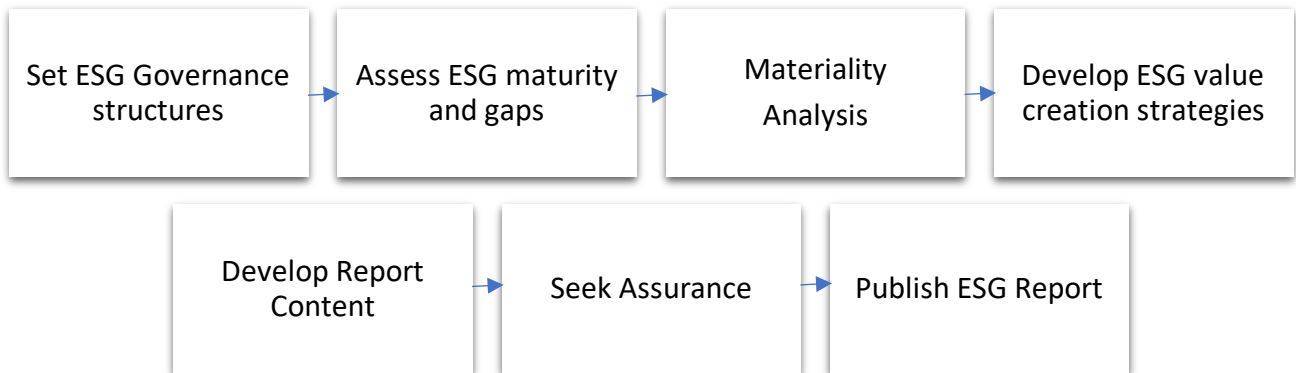 Set ESG Governance
structures
Assess ESG maturity
and gaps
Materiality
Analysis
Develop ESG value
creation strategies
Develop Report
Content
Seek Assurance
Publish ESG Report